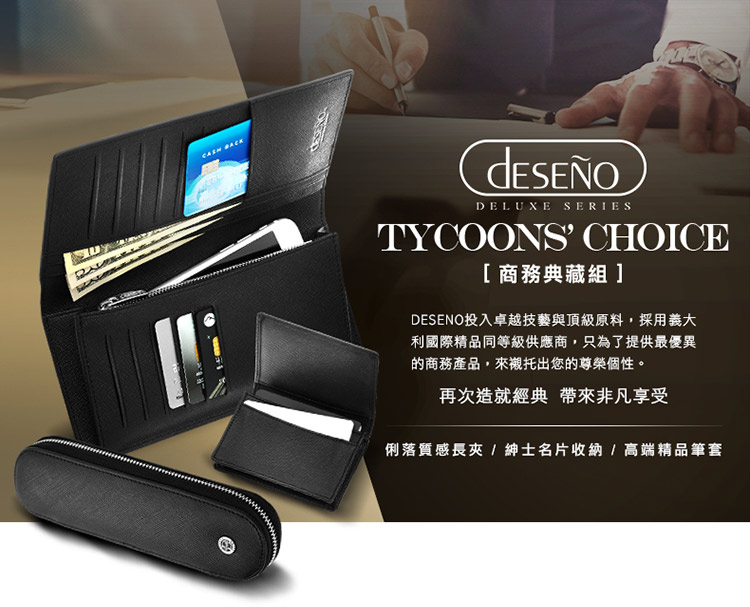 CASH BACK
DESEÑO
DESEÑO
DELUXE SERIES
TYCOONS' CHOICE
[ 商務典藏組 ]
DESENO投入卓越技藝與頂級原料，採用義大
利國際精品同等級供應商，只為了提供最優異
的商務產品，來襯托出您的尊榮個性。
再次造就經典 帶來非凡享受
俐落質感長夾 / 紳士名片收納 / 高端精品筆套